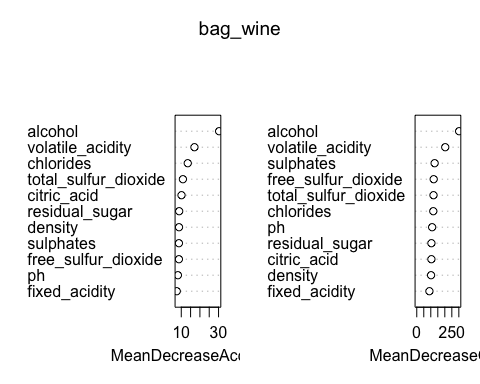 bag_wine
alcohol
volatile_acidity
chlorides
total_sulfur_dioxide
citric_acid
residual_sugar
density
sulphates
free_sulfur_dioxide
ph
fixed_acidity
10 30
MeanDecreaseAcc
alcohol
volatile_acidity
sulphates
free_sulfur_dioxide
total_sulfur_dioxide
chlorides
ph
residual_sugar
citric_acid
density
fixed_acidity
0 250
MeanDecreaseG